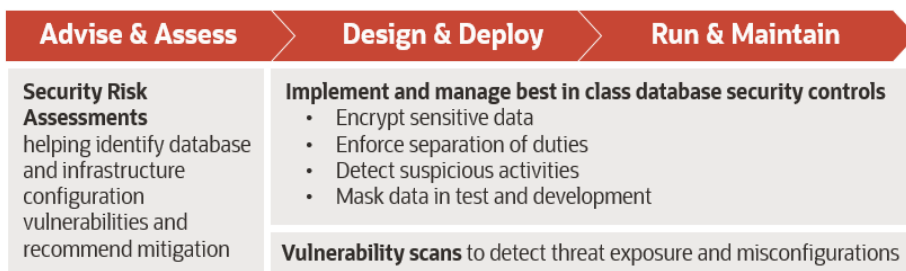 Advise & Assess
Design & Deploy
Run & Maintain
Security Risk
Assessments
helping identify database
and infrastructure
configuration
vulnerabilities and
recommend mitigation
Implement and manage best in class database security controls
• Encrypt sensitive data
• Enforce separation of duties
• Detect suspicious activities
• Mask data in test and development
Vulnerability scans to detect threat exposure and misconfigurations